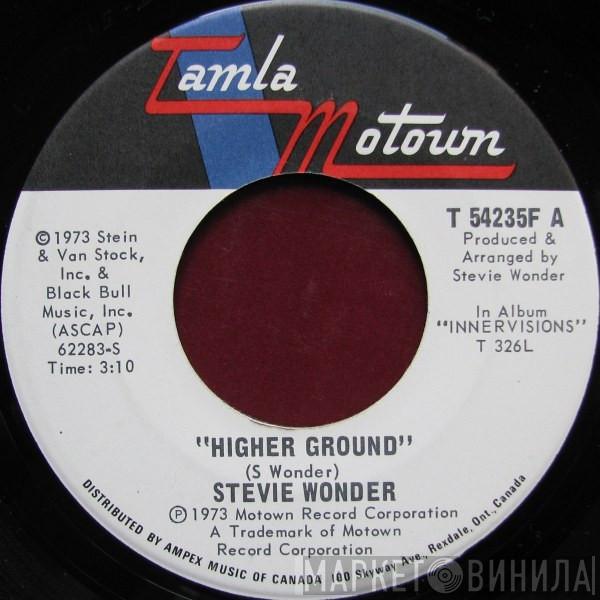 Tamla
Motown
© 1973 Stein
& Van Stock,
Inc. &
Black Bull
Music, Inc.
(ASCAP)
62283-S
Time: 3:10
T 54235F A
Produced &
Arranged by
Stevie Wonder
In Album
"INNERVISIONS"
T 326L
"HIGHER GROUND"
(S Wonder)
STEVIE WONDER
℗ 1973 Motown Record Corporation
A Trademark of Motown
Record Corporation
DISTRIBUTED BY AMPEX MUSIC OF CANADA, 100 Skyway Ave., Rexdale, Ont., Canada
МАРКЕТ ВИНИЛА